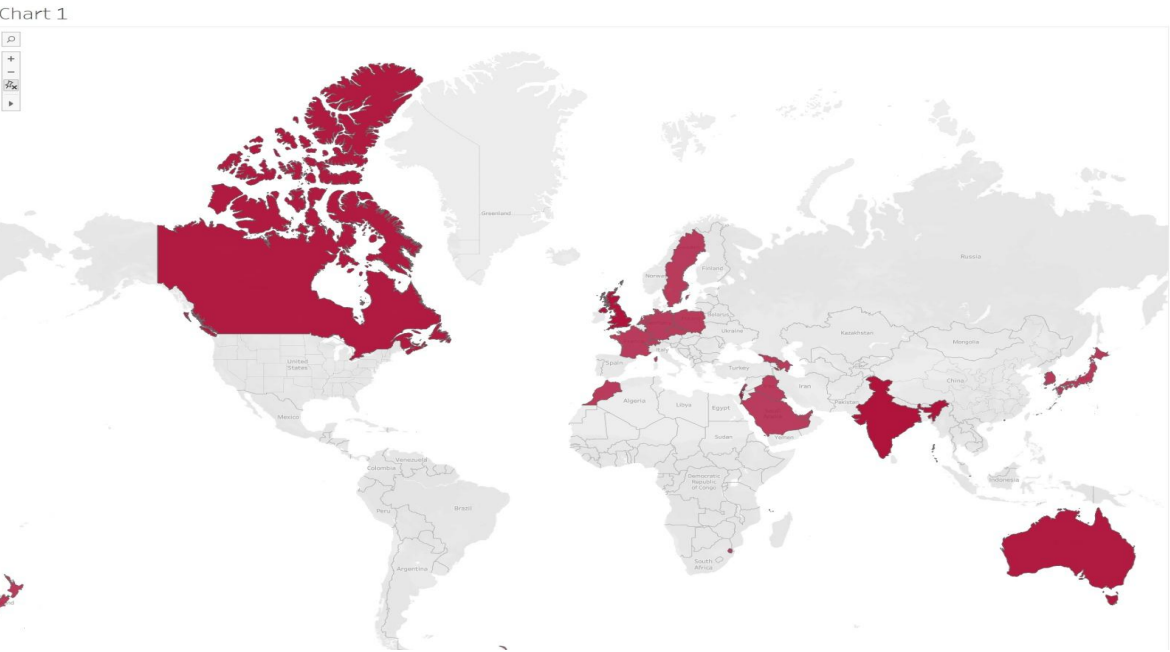 Chart 1
Greenland
Russia
Norway
Finland
Belarus
Ukraine
Kazakhstan
Mongolia
United
States
Spain
Italy
Turkey
Iran
China
Pakistan
Algeria
Libya
Egypt
Mexico
Sudan
Yemen
Venezuela
Colombia
Democratic
Republic
of Congo
Indonesia
Peru
Brazil
South
Africa
Argentina